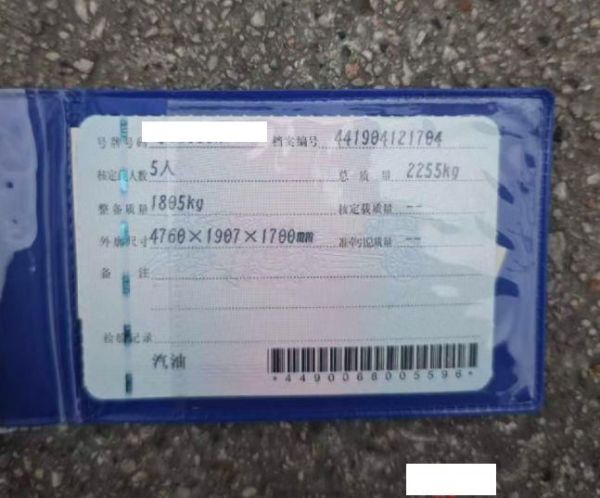 号牌号码 档案编号 441904121704
核定载人数 5人 总质量 2255kg
整备质量 1805kg 核定载质量 --
外廓尺寸 4760×1907×1700mm 准牵引总质量 --
备注
检验记录
汽油
*4490068005596*